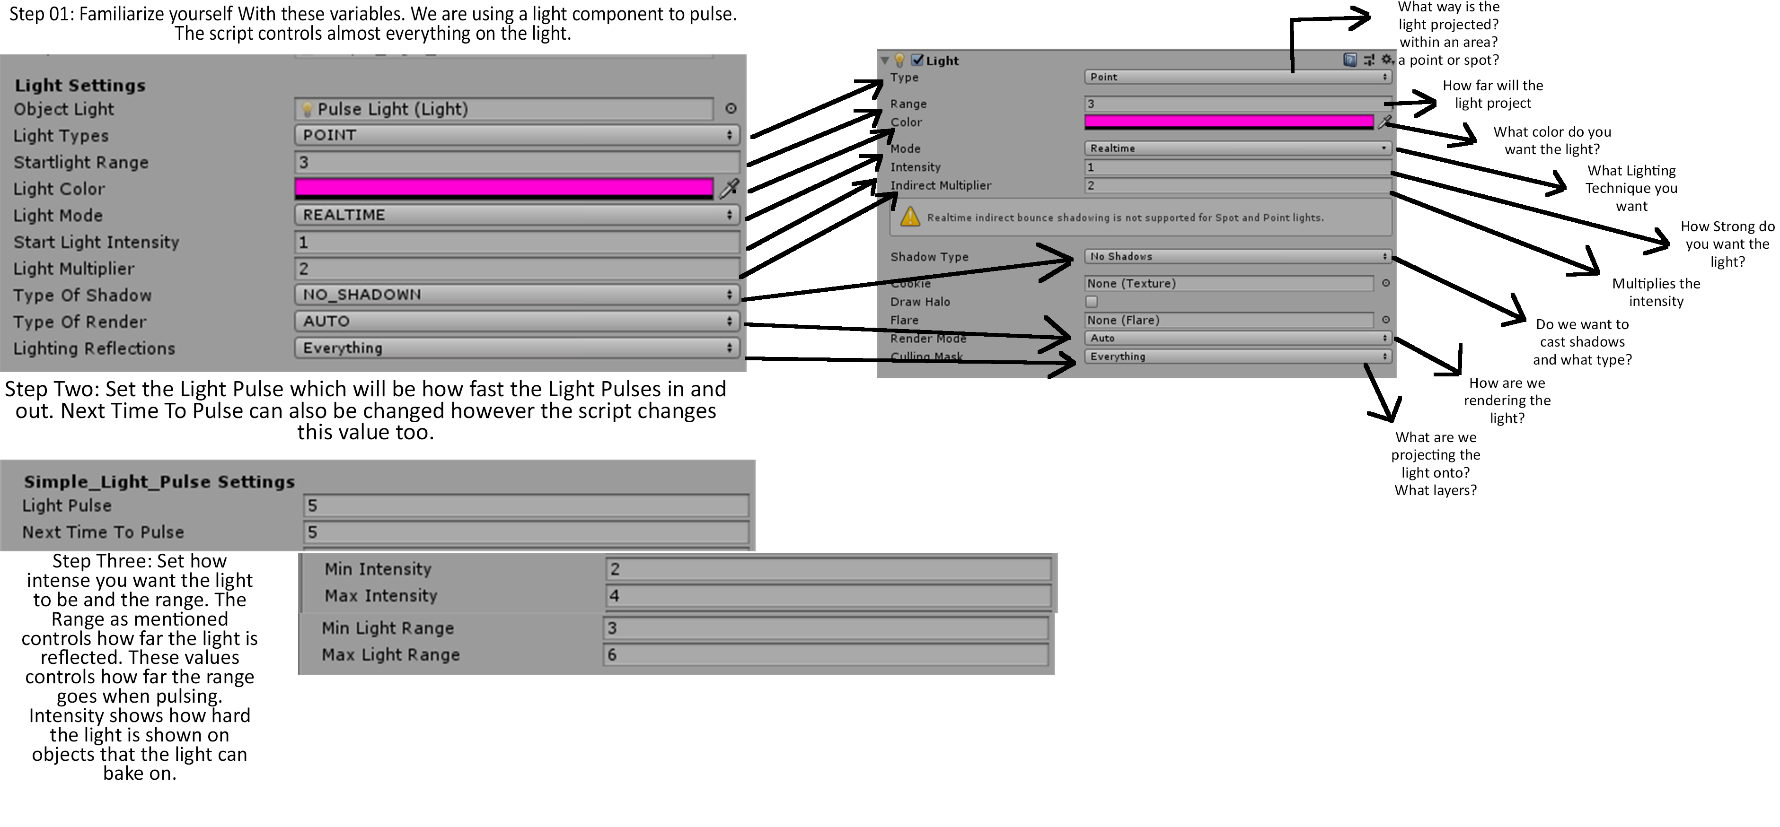 Step 01: Familiarize yourself With these variables. We are using a light component to pulse.
The script controls almost everything on the light.
Light Settings
Object Light Pulse Light (Light)
Light Types POINT
Startlight Range 3
Light Color
Light Mode REALTIME
Start Light Intensity 1
Light Multiplier 2
Type Of Shadow NO_SHADOWN
Type Of Render AUTO
Lighting Reflections Everything
Light
Type Point
Range 3
Color
Mode Realtime
Intensity 1
Indirect Multiplier 2
Realtime indirect bounce shadowing is not supported for Spot and Point lights.
Shadow Type No Shadows
Cookie None (Texture)
Draw Halo
Flare None (Flare)
Render Mode Auto
Culling Mask Everything
What way is the
light projected?
within an area?
a point or spot?
How far will the
light project
What color do you
want the light?
What Lighting
Technique you
want
How Strong do
you want the
light?
Multiplies the
intensity
Do we want to
cast shadows
and what type?
How are we
rendering the
light?
What are we
projecting the
light onto?
What layers?
Step Two: Set the Light Pulse which will be how fast the Light Pulses in and
out. Next Time To Pulse can also be changed however the script changes
this value too.
Simple_Light_Pulse Settings
Light Pulse 5
Next Time To Pulse 5
Step Three: Set how
intense you want the light
to be and the range. The
Range as mentioned
controls how far the light is
reflected. These values
controls how far the range
goes when pulsing.
Intensity shows how hard
the light is shown on
objects that the light can
bake on.
Min Intensity 2
Max Intensity 4
Min Light Range 3
Max Light Range 6